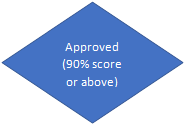 Approved
(90% score
or above)